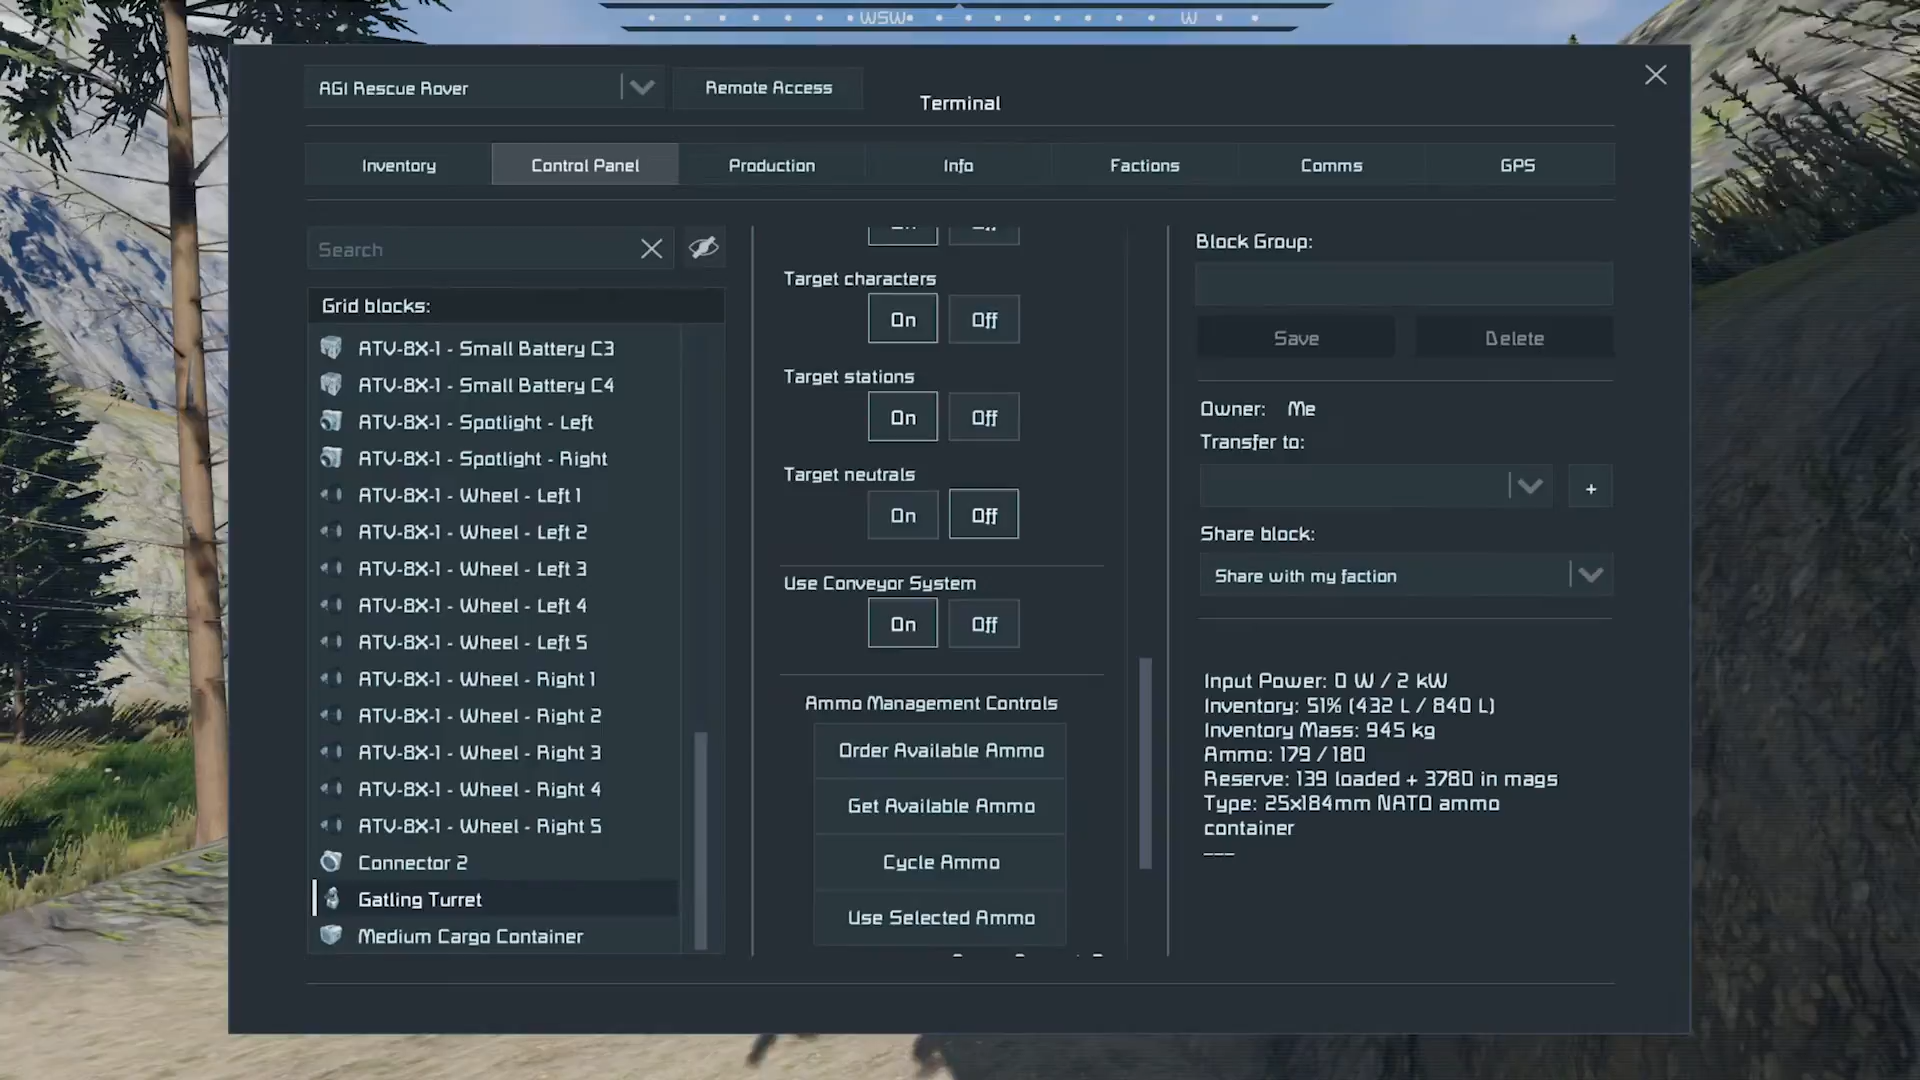 WSW
W
AGI Rescue Rover
Remote Access
Terminal
Inventory
Control Panel
Production
Info
Factions
Comms
GPS
Search
Grid blocks:
ATV-8X-1 - Small Battery C3
ATV-8X-1 - Small Battery C4
ATV-8X-1 - Spotlight - Left
ATV-8X-1 - Spotlight - Right
ATV-8X-1 - Wheel - Left 1
ATV-8X-1 - Wheel - Left 2
ATV-8X-1 - Wheel - Left 3
ATV-8X-1 - Wheel - Left 4
ATV-8X-1 - Wheel - Left 5
ATV-8X-1 - Wheel - Right 1
ATV-8X-1 - Wheel - Right 2
ATV-8X-1 - Wheel - Right 3
ATV-8X-1 - Wheel - Right 4
ATV-8X-1 - Wheel - Right 5
Connector 2
Gatling Turret
Medium Cargo Container
Target characters
On Off
Target stations
On Off
Target neutrals
On Off
Use Conveyor System
On Off
Ammo Management Controls
Order Available Ammo
Get Available Ammo
Cycle Ammo
Use Selected Ammo
Block Group:
Save
Delete
Owner: Me
Transfer to:
+
Share block:
Share with my faction
Input Power: 0 W / 2 kW
Inventory: 51% (432 L / 840 L)
Inventory Mass: 945 kg
Ammo: 179 / 180
Reserve: 139 loaded + 3780 in mags
Type: 25x184mm NATO ammo
container
---